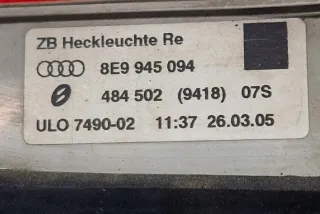 ZB Heckleuchte Re
8E9 945 094
484 502 (9418) 07S
ULO 7490-02 11:37 26.03.05